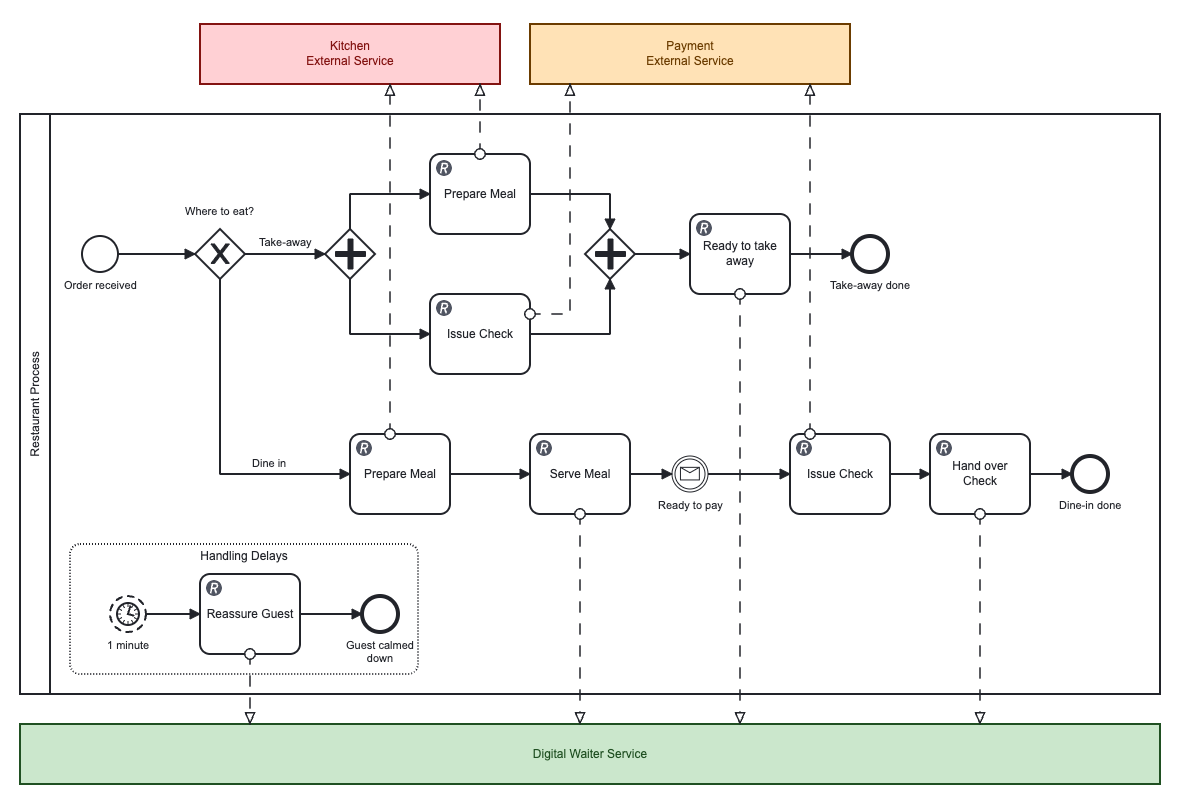 Kitchen
External Service
Payment
External Service
Restaurant Process
R
Prepare Meal
Where to eat?
Take-away
Order received
R
Ready to take
away
Take-away done
R
Issue Check
Dine in
R
Prepare Meal
R
Serve Meal
Ready to pay
R
Issue Check
R
Hand over
Check
Dine-in done
Handling Delays
R
Reassure Guest
1 minute
Guest calmed
down
Digital Waiter Service